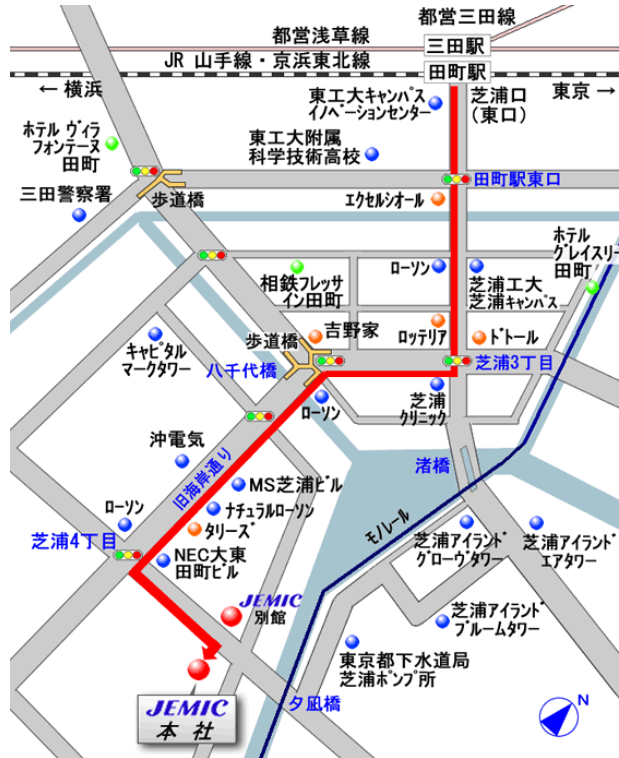 都営三田線
都営浅草線
三田駅
JR 山手線・京浜東北線
田町駅
← 横浜
東京 →
芝浦口
(東口)
東工大キャンパス
イノベーションセンター
ホテル ヴィラ
フォンテーヌ
田町
東工大附属
科学技術高校
田町駅東口
三田警察署
歩道橋
エクセルシオール
ホテル
グレイスリー
田町
相鉄フレッサ
イン田町
ローソン
芝浦工大
芝浦キャンパス
吉野家
ロッテリア
ドトール
歩道橋
キャピタル
マークタワー
八千代橋
芝浦3丁目
ローソン
芝浦
クリニック
沖電気
旧海岸通り
渚橋
MS芝浦ビル
ナチュラルローソン
モノレール
ローソン
タリーズ
芝浦4丁目
NEC大東
田町ビル
芝浦アイランド
グローヴタワー
芝浦アイランド
エアタワー
JEMIC
別館
芝浦アイランド
ブルームタワー
東京都下水道局
芝浦ポンプ所
夕凪橋
JEMIC
本 社
N